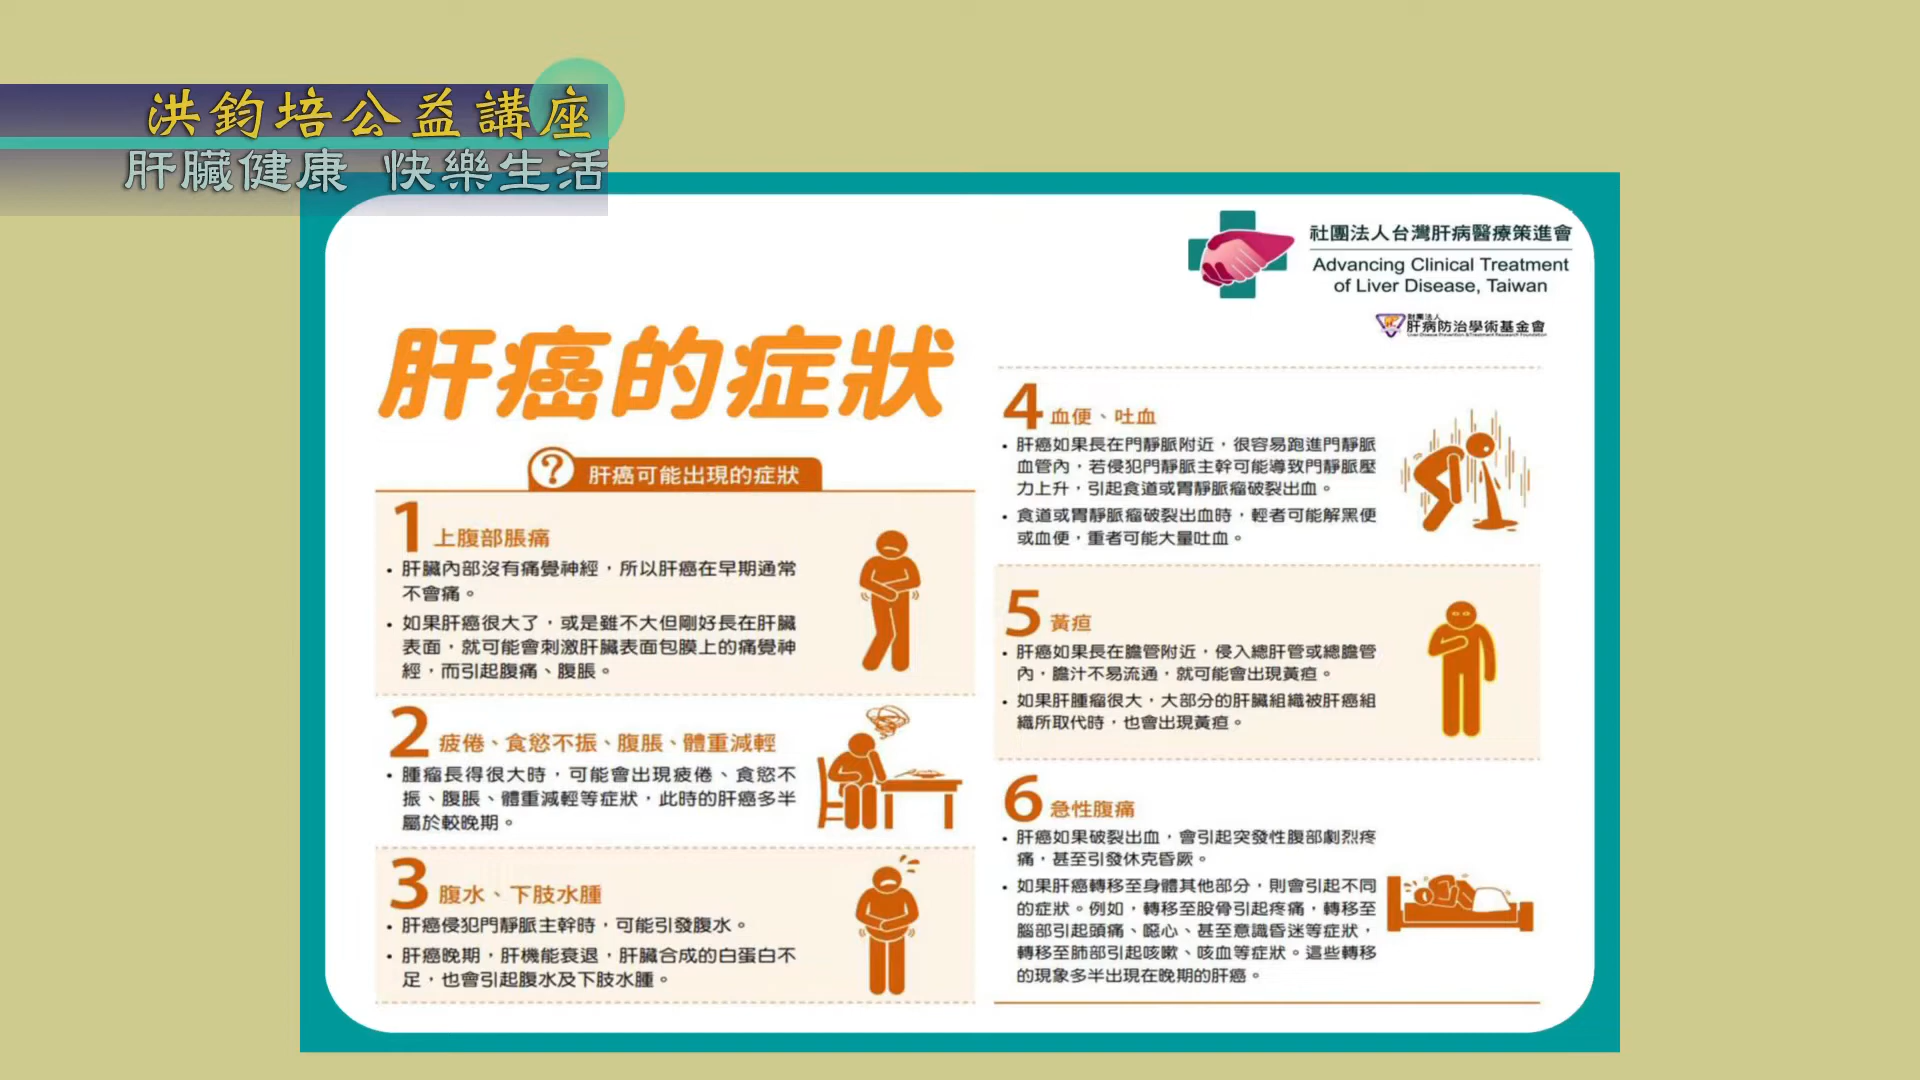 洪鈞培公益講座
肝臟健康 快樂生活
社團法人台灣肝病醫療策進會
Advancing Clinical Treatment
of Liver Disease, Taiwan
財團法人
肝病防治學術基金會
Liver Disease Prevention & Treatment Research Foundation
肝癌的症狀
? 肝癌可能出現的症狀
1 上腹部脹痛
• 肝臟內部沒有痛覺神經，所以肝癌在早期通常
不會痛。
• 如果肝癌很大了，或是雖不大但剛好長在肝臟
表面，就可能會刺激肝臟表面包膜上的痛覺神
經，而引起腹痛、腹脹。
2 疲倦、食慾不振、腹脹、體重減輕
• 腫瘤長得很大時，可能會出現疲倦、食慾不
振、腹脹、體重減輕等症狀，此時的肝癌多半
屬於較晚期。
3 腹水、下肢水腫
• 肝癌侵犯門靜脈主幹時，可能引發腹水。
• 肝癌晚期，肝機能衰退，肝臟合成的白蛋白不
足，也會引起腹水及下肢水腫。
4 血便、吐血
• 肝癌如果長在門靜脈附近，很容易跑進門靜脈
血管內，若侵犯門靜脈主幹可能導致門靜脈壓
力上升，引起食道或胃靜脈瘤破裂出血。
• 食道或胃靜脈瘤破裂出血時，輕者可能解黑便
或血便，重者可能大量吐血。
5 黃疸
• 肝癌如果長在膽管附近，侵入總肝管或總膽管
內，膽汁不易流通，就可能會出現黃疸。
• 如果肝腫瘤很大，大部分的肝臟組織被肝癌組
織所取代時，也會出現黃疸。
6 急性腹痛
• 肝癌如果破裂出血，會引起突發性腹部劇烈疼
痛，甚至引發休克昏厥。
• 如果肝癌轉移至身體其他部分，則會引起不同
的症狀。例如，轉移至股骨引起疼痛，轉移至
腦部引起頭痛、噁心、甚至意識昏迷等症狀，
轉移至肺部引起咳嗽、咳血等症狀。這些轉移
的現象多半出現在晚期的肝癌。